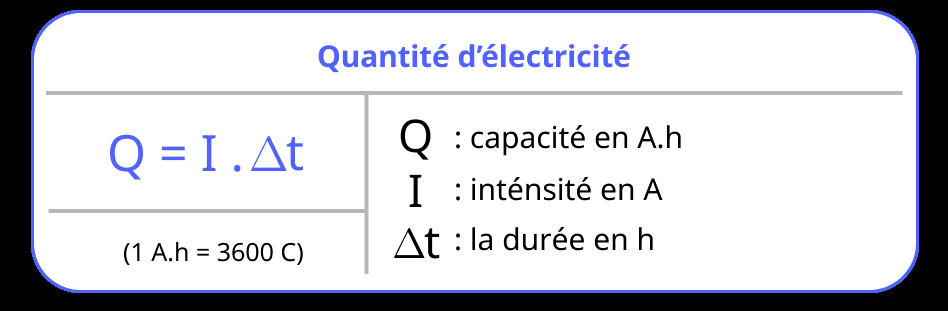 Quantité d’électricité
Q = I . Δt
(1 A.h = 3600 C)
Q : capacité en A.h
I : inténsité en A
Δt : la durée en h